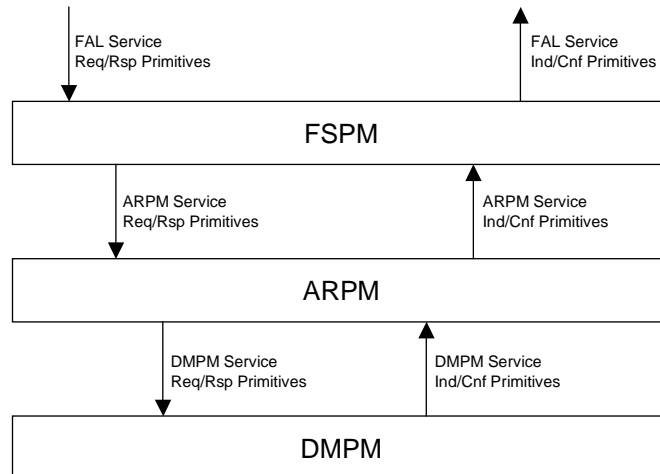 FAL Service
Req/Rsp Primitives
FAL Service
Ind/Cnf Primitives
FSPM
ARPM Service
Req/Rsp Primitives
ARPM Service
Ind/Cnf Primitives
ARPM
DMPM Service
Req/Rsp Primitives
DMPM Service
Ind/Cnf Primitives
DMPM